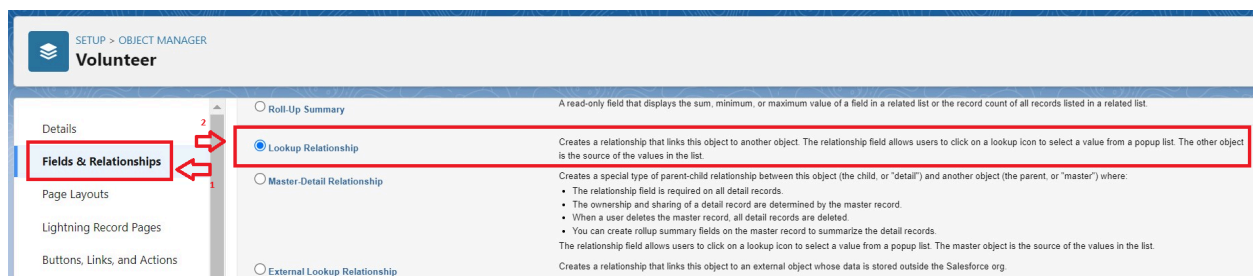 SETUP > OBJECT MANAGER
Volunteer
Details
2
Fields & Relationships
1
Page Layouts
Lightning Record Pages
Buttons, Links, and Actions
Roll-Up Summary
A read-only field that displays the sum, minimum, or maximum value of a field in a related list or the record count of all records listed in a related list.
Lookup Relationship
Creates a relationship that links this object to another object. The relationship field allows users to click on a lookup icon to select a value from a popup list. The other object
is the source of the values in the list.
Master-Detail Relationship
Creates a special type of parent-child relationship between this object (the child, or "detail") and another object (the parent, or "master") where:
• The relationship field is required on all detail records.
• The ownership and sharing of a detail record are determined by the master record.
• When a user deletes the master record, all detail records are deleted.
• You can create rollup summary fields on the master record to summarize the detail records.
The relationship field allows users to click on a lookup icon to select a value from a popup list. The master object is the source of the values in the list.
External Lookup Relationship
Creates a relationship that links this object to an external object whose data is stored outside the Salesforce org.